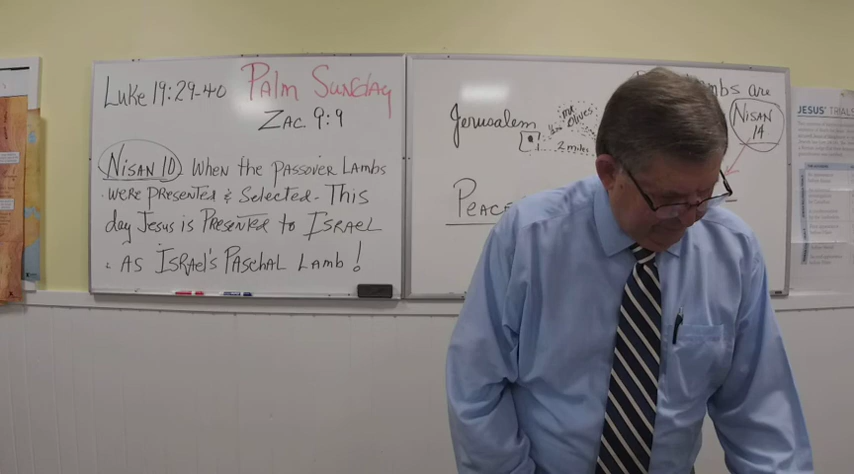 Luke 19:29-40 Palm Sunday
Zac. 9:9
Nisan 10 When the Passover Lambs
were Presented & Selected. This
day Jesus is Presented to Israel
As Israel's Paschal Lamb!
are
Nisan
14
Jerusalem
mt
Olives
2 miles
Peace
JESUS' TRIAL